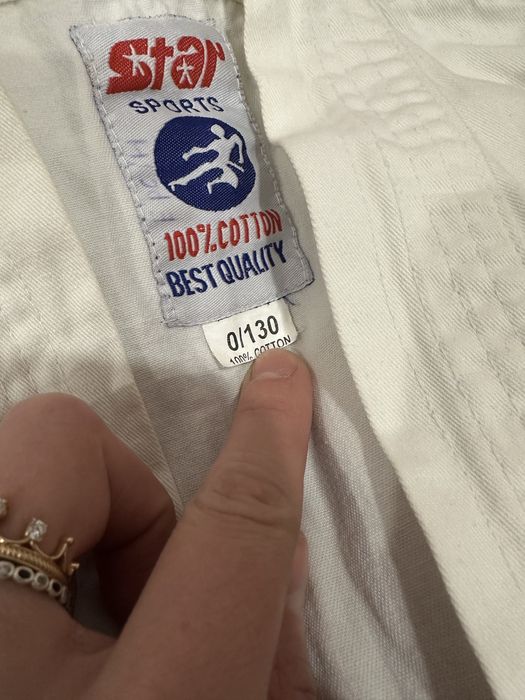 Star
SPORTS
100% COTTON
BEST QUALITY
0/130
100% COTTON